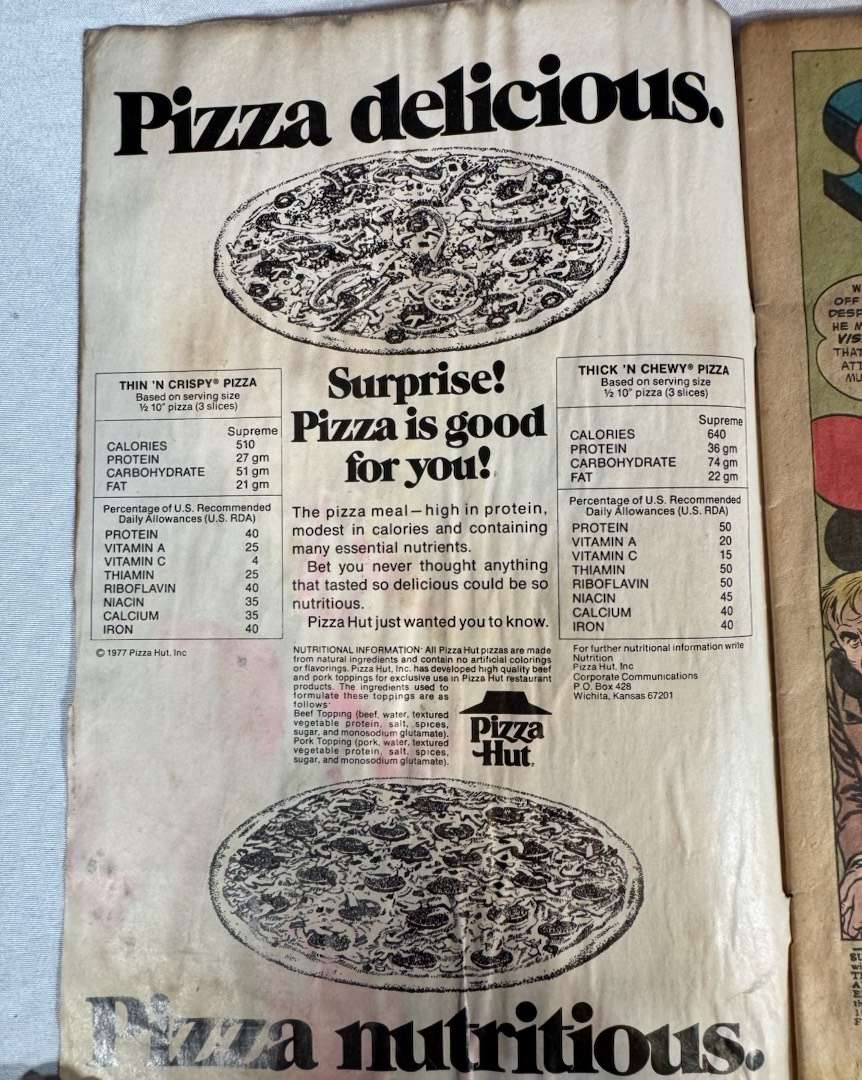 Pizza delicious.
THIN 'N CRISPY® PIZZA
Based on serving size
½ 10" pizza (3 slices)
Supreme
CALORIES 510
PROTEIN 27 gm
CARBOHYDRATE 51 gm
FAT 21 gm
Percentage of U.S. Recommended
Daily Allowances (U.S. RDA)
PROTEIN 40
VITAMIN A 25
VITAMIN C 4
THIAMIN 25
RIBOFLAVIN 40
NIACIN 35
CALCIUM 35
IRON 40
© 1977 Pizza Hut, Inc
Surprise!
Pizza is good
for you!
The pizza meal—high in protein,
modest in calories and containing
many essential nutrients.
Bet you never thought anything
that tasted so delicious could be so
nutritious.
Pizza Hut just wanted you to know.
NUTRITIONAL INFORMATION: All Pizza Hut pizzas are made
from natural ingredients and contain no artificial colorings
or flavorings. Pizza Hut, Inc. has developed high quality beef
and pork toppings for exclusive use in Pizza Hut restaurant
products. The ingredients used to
formulate these toppings are as
follows:
Beef Topping (beef, water, textured
vegetable protein, salt, spices,
sugar, and monosodium glutamate).
Pork Topping (pork, water, textured
vegetable protein, salt, spices,
sugar, and monosodium glutamate).
Pizza
Hut.
THICK 'N CHEWY® PIZZA
Based on serving size
½ 10" pizza (3 slices)
Supreme
CALORIES 640
PROTEIN 36 gm
CARBOHYDRATE 74 gm
FAT 22 gm
Percentage of U.S. Recommended
Daily Allowances (U.S. RDA)
PROTEIN 50
VITAMIN A 20
VITAMIN C 15
THIAMIN 50
RIBOFLAVIN 50
NIACIN 45
CALCIUM 40
IRON 40
For further nutritional information write
Nutrition
Pizza Hut, Inc
Corporate Communications
P.O. Box 428
Wichita, Kansas 67201
Pizza nutritious.
W
OFF
DESP
HE
VIS
THAT
ATT
MU